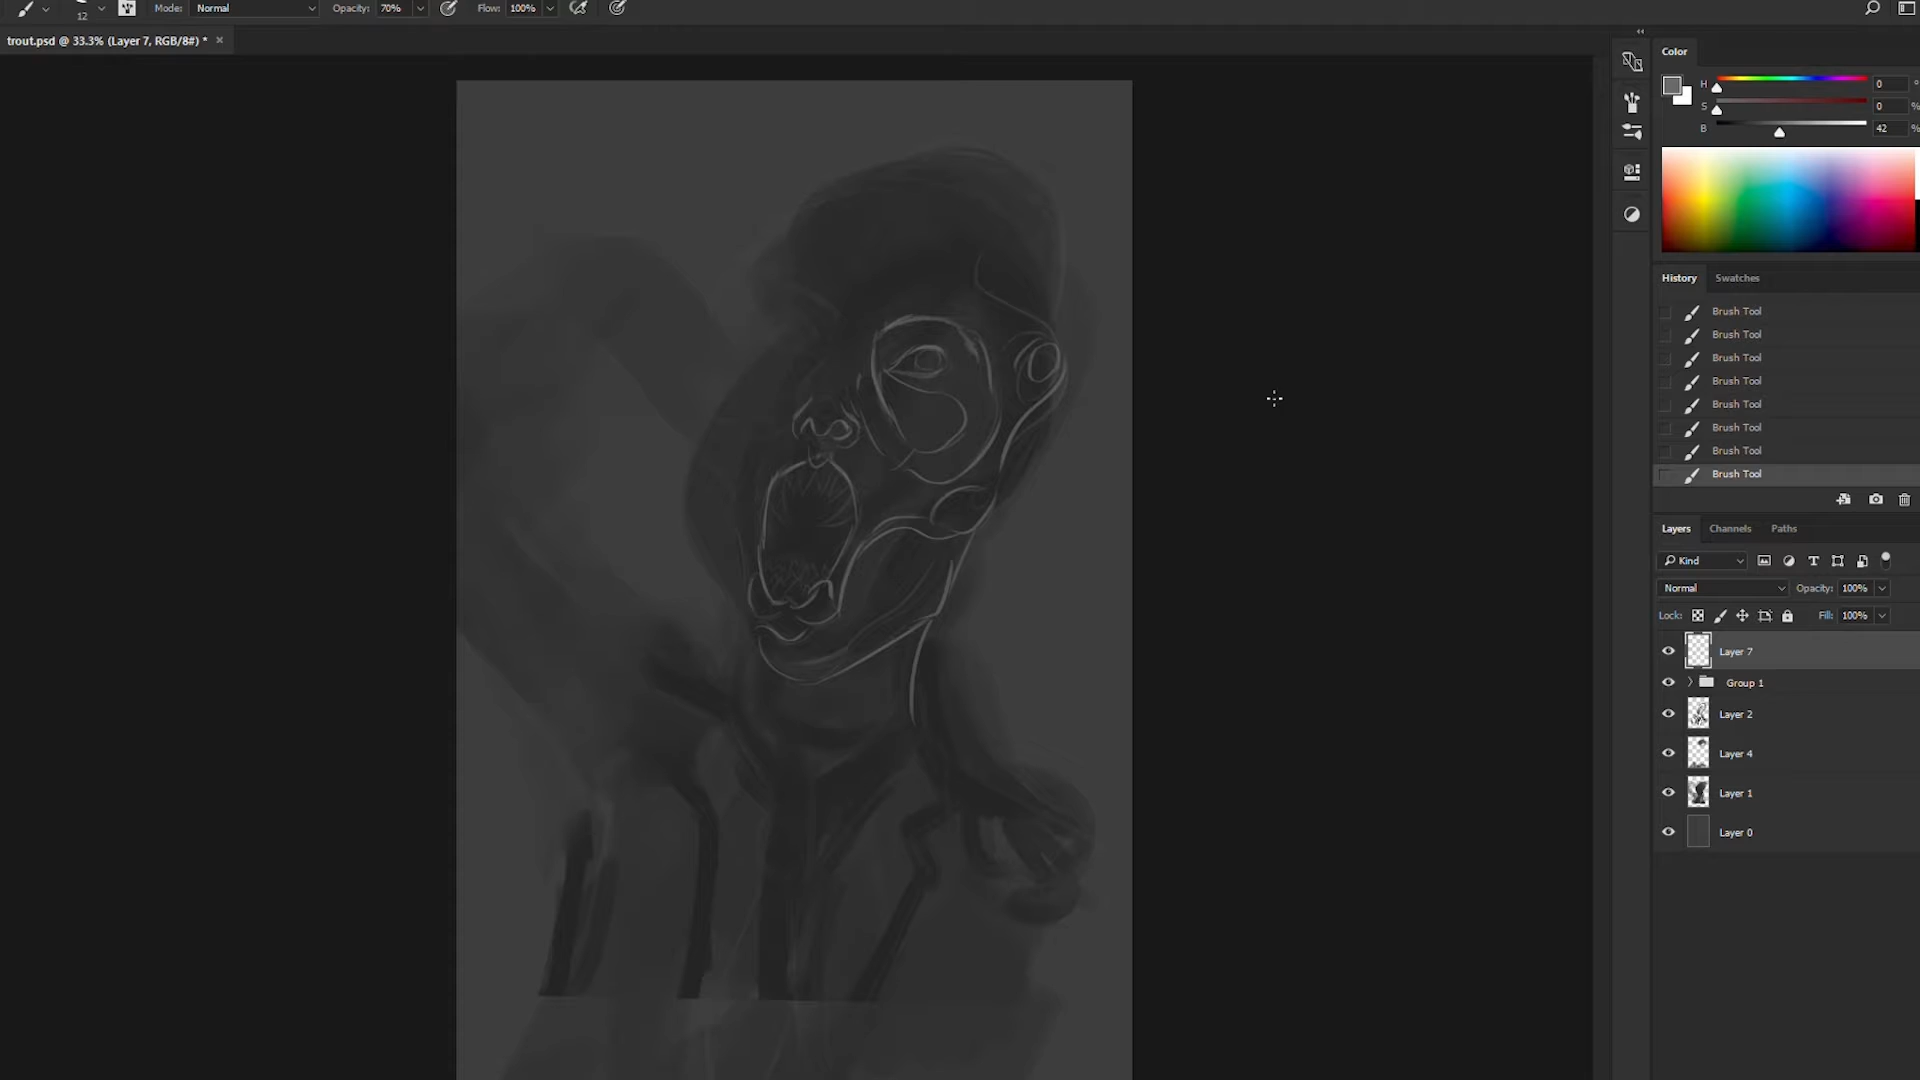 12 Mode: Normal Opacity: 70% Flow: 100%
trout.psd @ 33.3% (Layer 7, RGB/8#) * ×
Color
H 0 °
S 0 %
B 42 %
History Swatches
Brush Tool
Brush Tool
Brush Tool
Brush Tool
Brush Tool
Brush Tool
Brush Tool
Brush Tool
Layers Channels Paths
Kind
Normal Opacity: 100%
Lock: Fill: 100%
Layer 7
Group 1
Layer 2
Layer 4
Layer 1
Layer 0